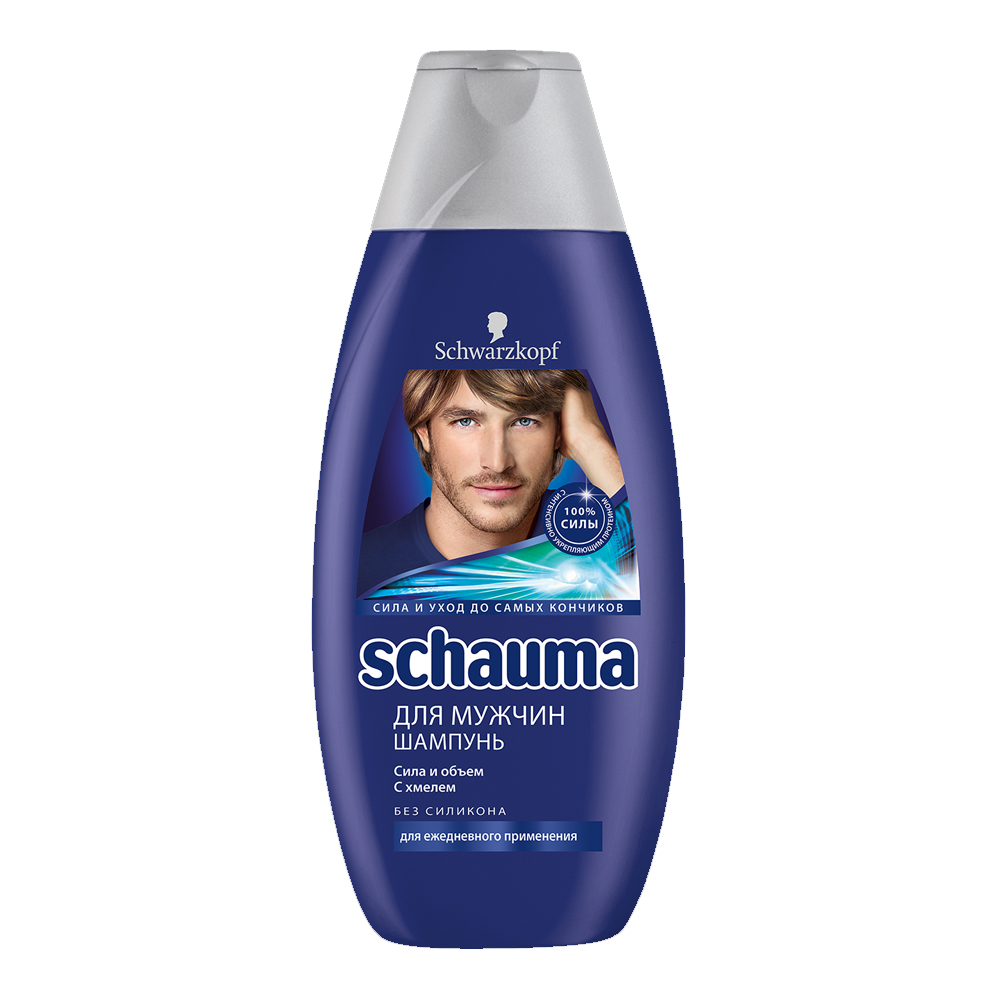 Schwarzkopf
100%
СИЛЫ
С ИНТЕНСИВНО УКРЕПЛЯЮЩИМ ПРОТЕИНОМ
СИЛА И УХОД ДО САМЫХ КОНЧИКОВ
schauma
ДЛЯ МУЖЧИН
ШАМПУНЬ
Сила и объем
С хмелем
БЕЗ СИЛИКОНА
для ежедневного применения